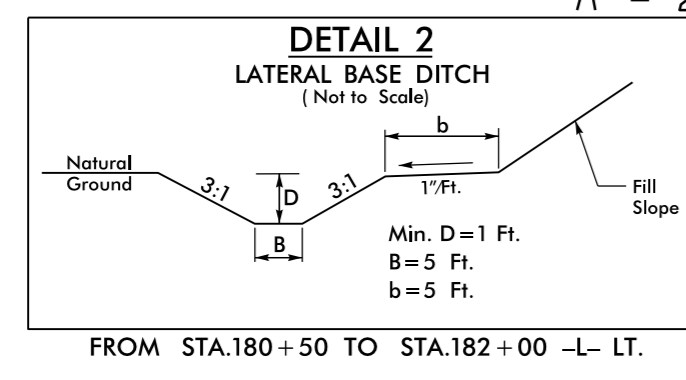 DETAIL 2
LATERAL BASE DITCH
( Not to Scale)
b
Natural
Ground
3:1
D
3:1
1"/Ft.
Fill
Slope
B
Min. D=1 Ft.
B=5 Ft.
b=5 Ft.
FROM STA.180+50 TO STA.182+00 -L- LT.